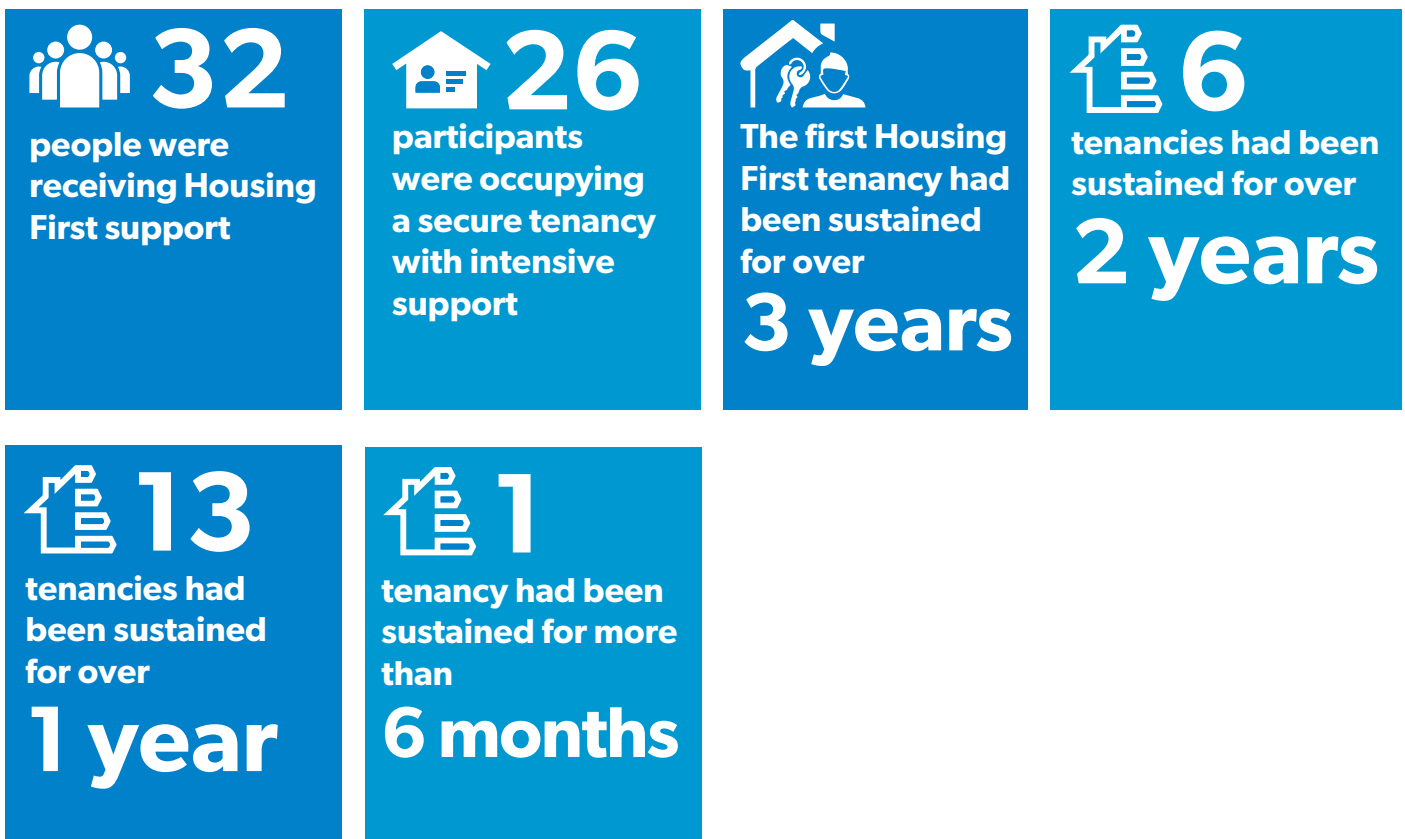 32
people were
receiving Housing
First support
26
participants
were occupying
a secure tenancy
with intensive
support
The first Housing
First tenancy had
been sustained
for over
3 years
6
tenancies had been
sustained for over
2 years
13
tenancies had
been sustained
for over
1 year
1
tenancy had been
sustained for more
than
6 months